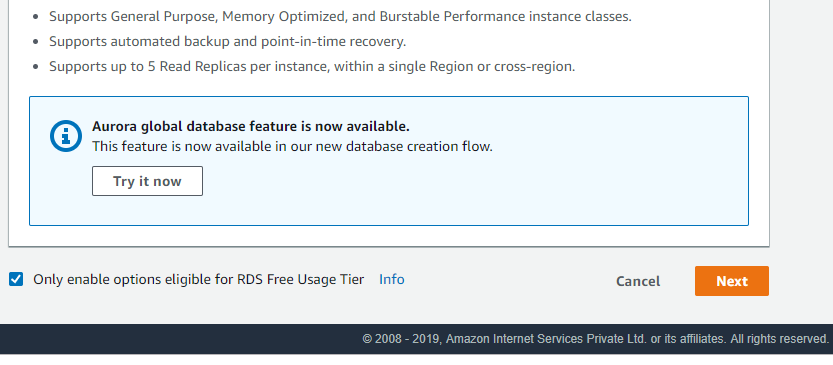 Supports General Purpose, Memory Optimized, and Burstable Performance instance classes.
Supports automated backup and point-in-time recovery.
Supports up to 5 Read Replicas per instance, within a single Region or cross-region.
Aurora global database feature is now available.
This feature is now available in our new database creation flow.
Try it now
Only enable options eligible for RDS Free Usage Tier Info
Cancel Next
© 2008 - 2019, Amazon Internet Services Private Ltd. or its affiliates. All rights reserved.